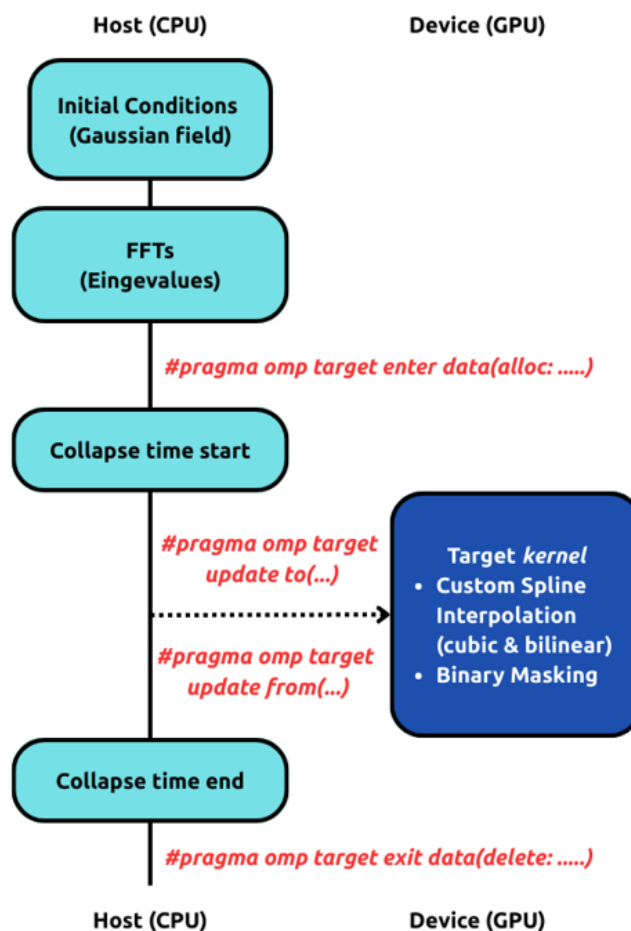 Host (CPU)
Device (GPU)
Initial Conditions
(Gaussian field)
FFTs
(Eingevalues)
#pragma omp target enter data(alloc: .....)
Collapse time start
#pragma omp target
update to(...)
Target kernel
• Custom Spline
Interpolation
(cubic & bilinear)
• Binary Masking
#pragma omp target
update from(...)
Collapse time end
#pragma omp target exit data(delete: .....)
Host (CPU)
Device (GPU)